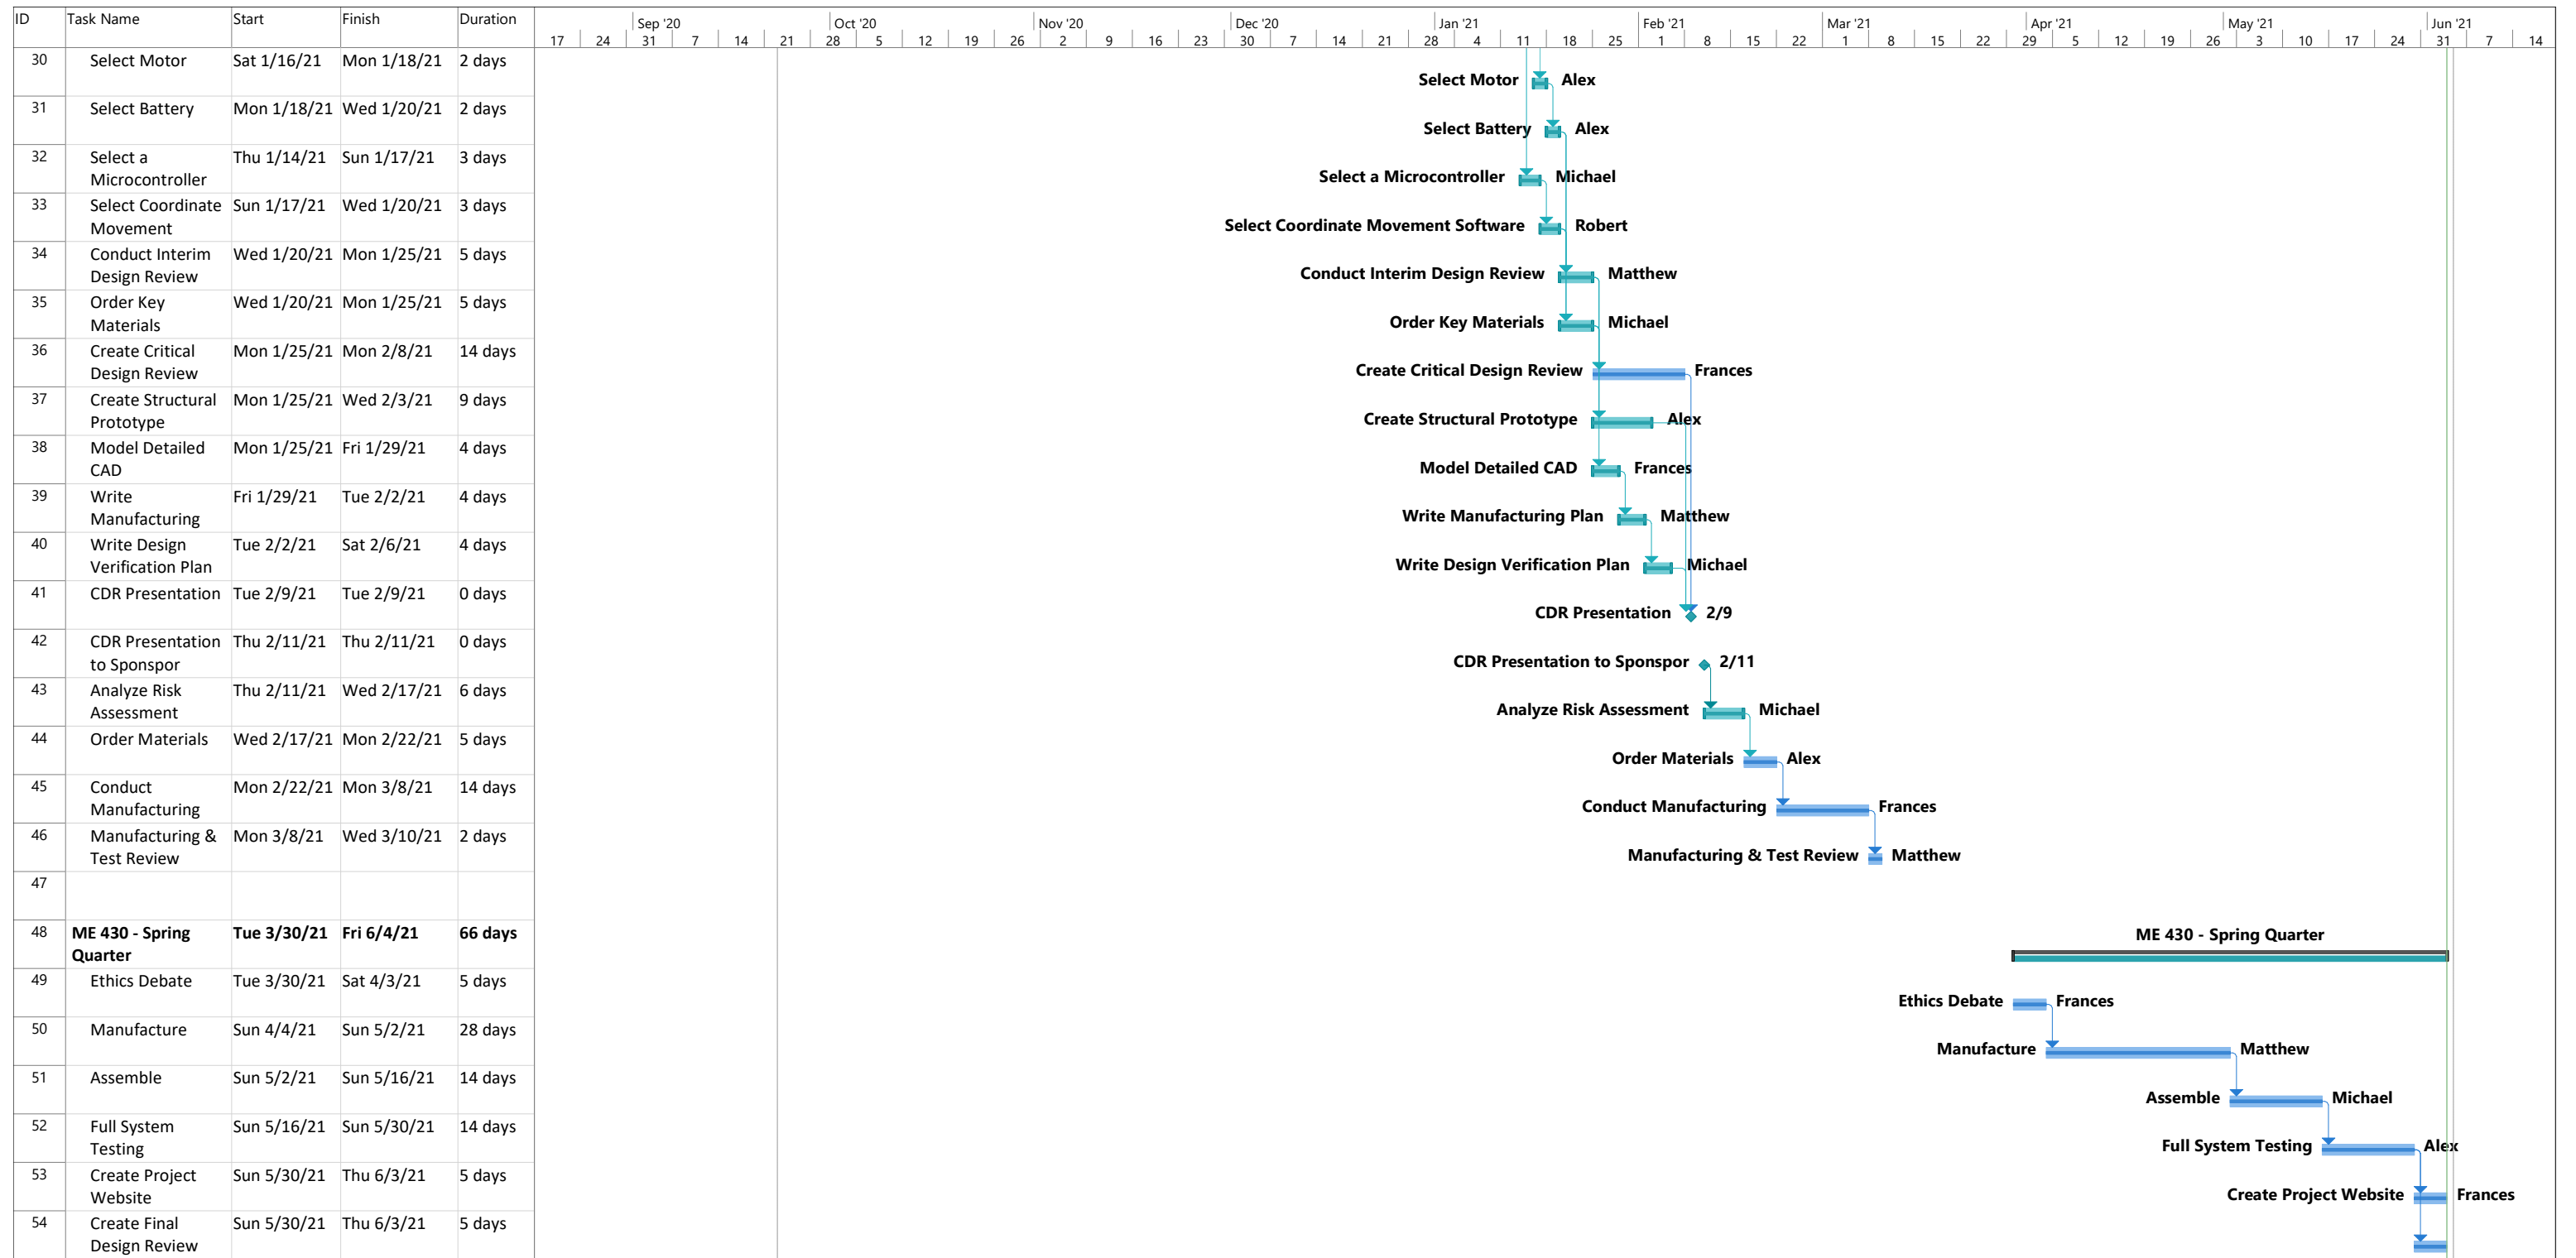 ID Task Name Start Finish Duration
Sep '20 Oct '20 Nov '20 Dec '20 Jan '21 Feb '21 Mar '21 Apr '21 May '21 Jun '21
17 24 31 7 14 21 28 5 12 19 26 2 9 16 23 30 7 14 21 28 4 11 18 25 1 8 15 22 1 8 15 22 29 5 12 19 26 3 10 17 24 31 7 14
30 Select Motor Sat 1/16/21 Mon 1/18/21 2 days
Select Motor Alex
31 Select Battery Mon 1/18/21 Wed 1/20/21 2 days
Select Battery Alex
32 Select a Thu 1/14/21 Sun 1/17/21 3 days
Microcontroller
Select a Microcontroller Michael
33 Select Coordinate Sun 1/17/21 Wed 1/20/21 3 days
Movement
Select Coordinate Movement Software Robert
34 Conduct Interim Wed 1/20/21 Mon 1/25/21 5 days
Design Review
Conduct Interim Design Review Matthew
35 Order Key Wed 1/20/21 Mon 1/25/21 5 days
Materials
Order Key Materials Michael
36 Create Critical Mon 1/25/21 Mon 2/8/21 14 days
Design Review
Create Critical Design Review Frances
37 Create Structural Mon 1/25/21 Wed 2/3/21 9 days
Prototype
Create Structural Prototype Alex
38 Model Detailed Mon 1/25/21 Fri 1/29/21 4 days
CAD
Model Detailed CAD Frances
39 Write Fri 1/29/21 Tue 2/2/21 4 days
Manufacturing
Write Manufacturing Plan Matthew
40 Write Design Tue 2/2/21 Sat 2/6/21 4 days
Verification Plan
Write Design Verification Plan Michael
41 CDR Presentation Tue 2/9/21 Tue 2/9/21 0 days
CDR Presentation 2/9
42 CDR Presentation Thu 2/11/21 Thu 2/11/21 0 days
to Sponspor
CDR Presentation to Sponspor 2/11
43 Analyze Risk Thu 2/11/21 Wed 2/17/21 6 days
Assessment
Analyze Risk Assessment Michael
44 Order Materials Wed 2/17/21 Mon 2/22/21 5 days
Order Materials Alex
45 Conduct Mon 2/22/21 Mon 3/8/21 14 days
Manufacturing
Conduct Manufacturing Frances
46 Manufacturing & Mon 3/8/21 Wed 3/10/21 2 days
Test Review
Manufacturing & Test Review Matthew
47
48 ME 430 - Spring Tue 3/30/21 Fri 6/4/21 66 days
Quarter
ME 430 - Spring Quarter
49 Ethics Debate Tue 3/30/21 Sat 4/3/21 5 days
Ethics Debate Frances
50 Manufacture Sun 4/4/21 Sun 5/2/21 28 days
Manufacture Matthew
51 Assemble Sun 5/2/21 Sun 5/16/21 14 days
Assemble Michael
52 Full System Sun 5/16/21 Sun 5/30/21 14 days
Testing
Full System Testing Alex
53 Create Project Sun 5/30/21 Thu 6/3/21 5 days
Website
Create Project Website Frances
54 Create Final Sun 5/30/21 Thu 6/3/21 5 days
Design Review